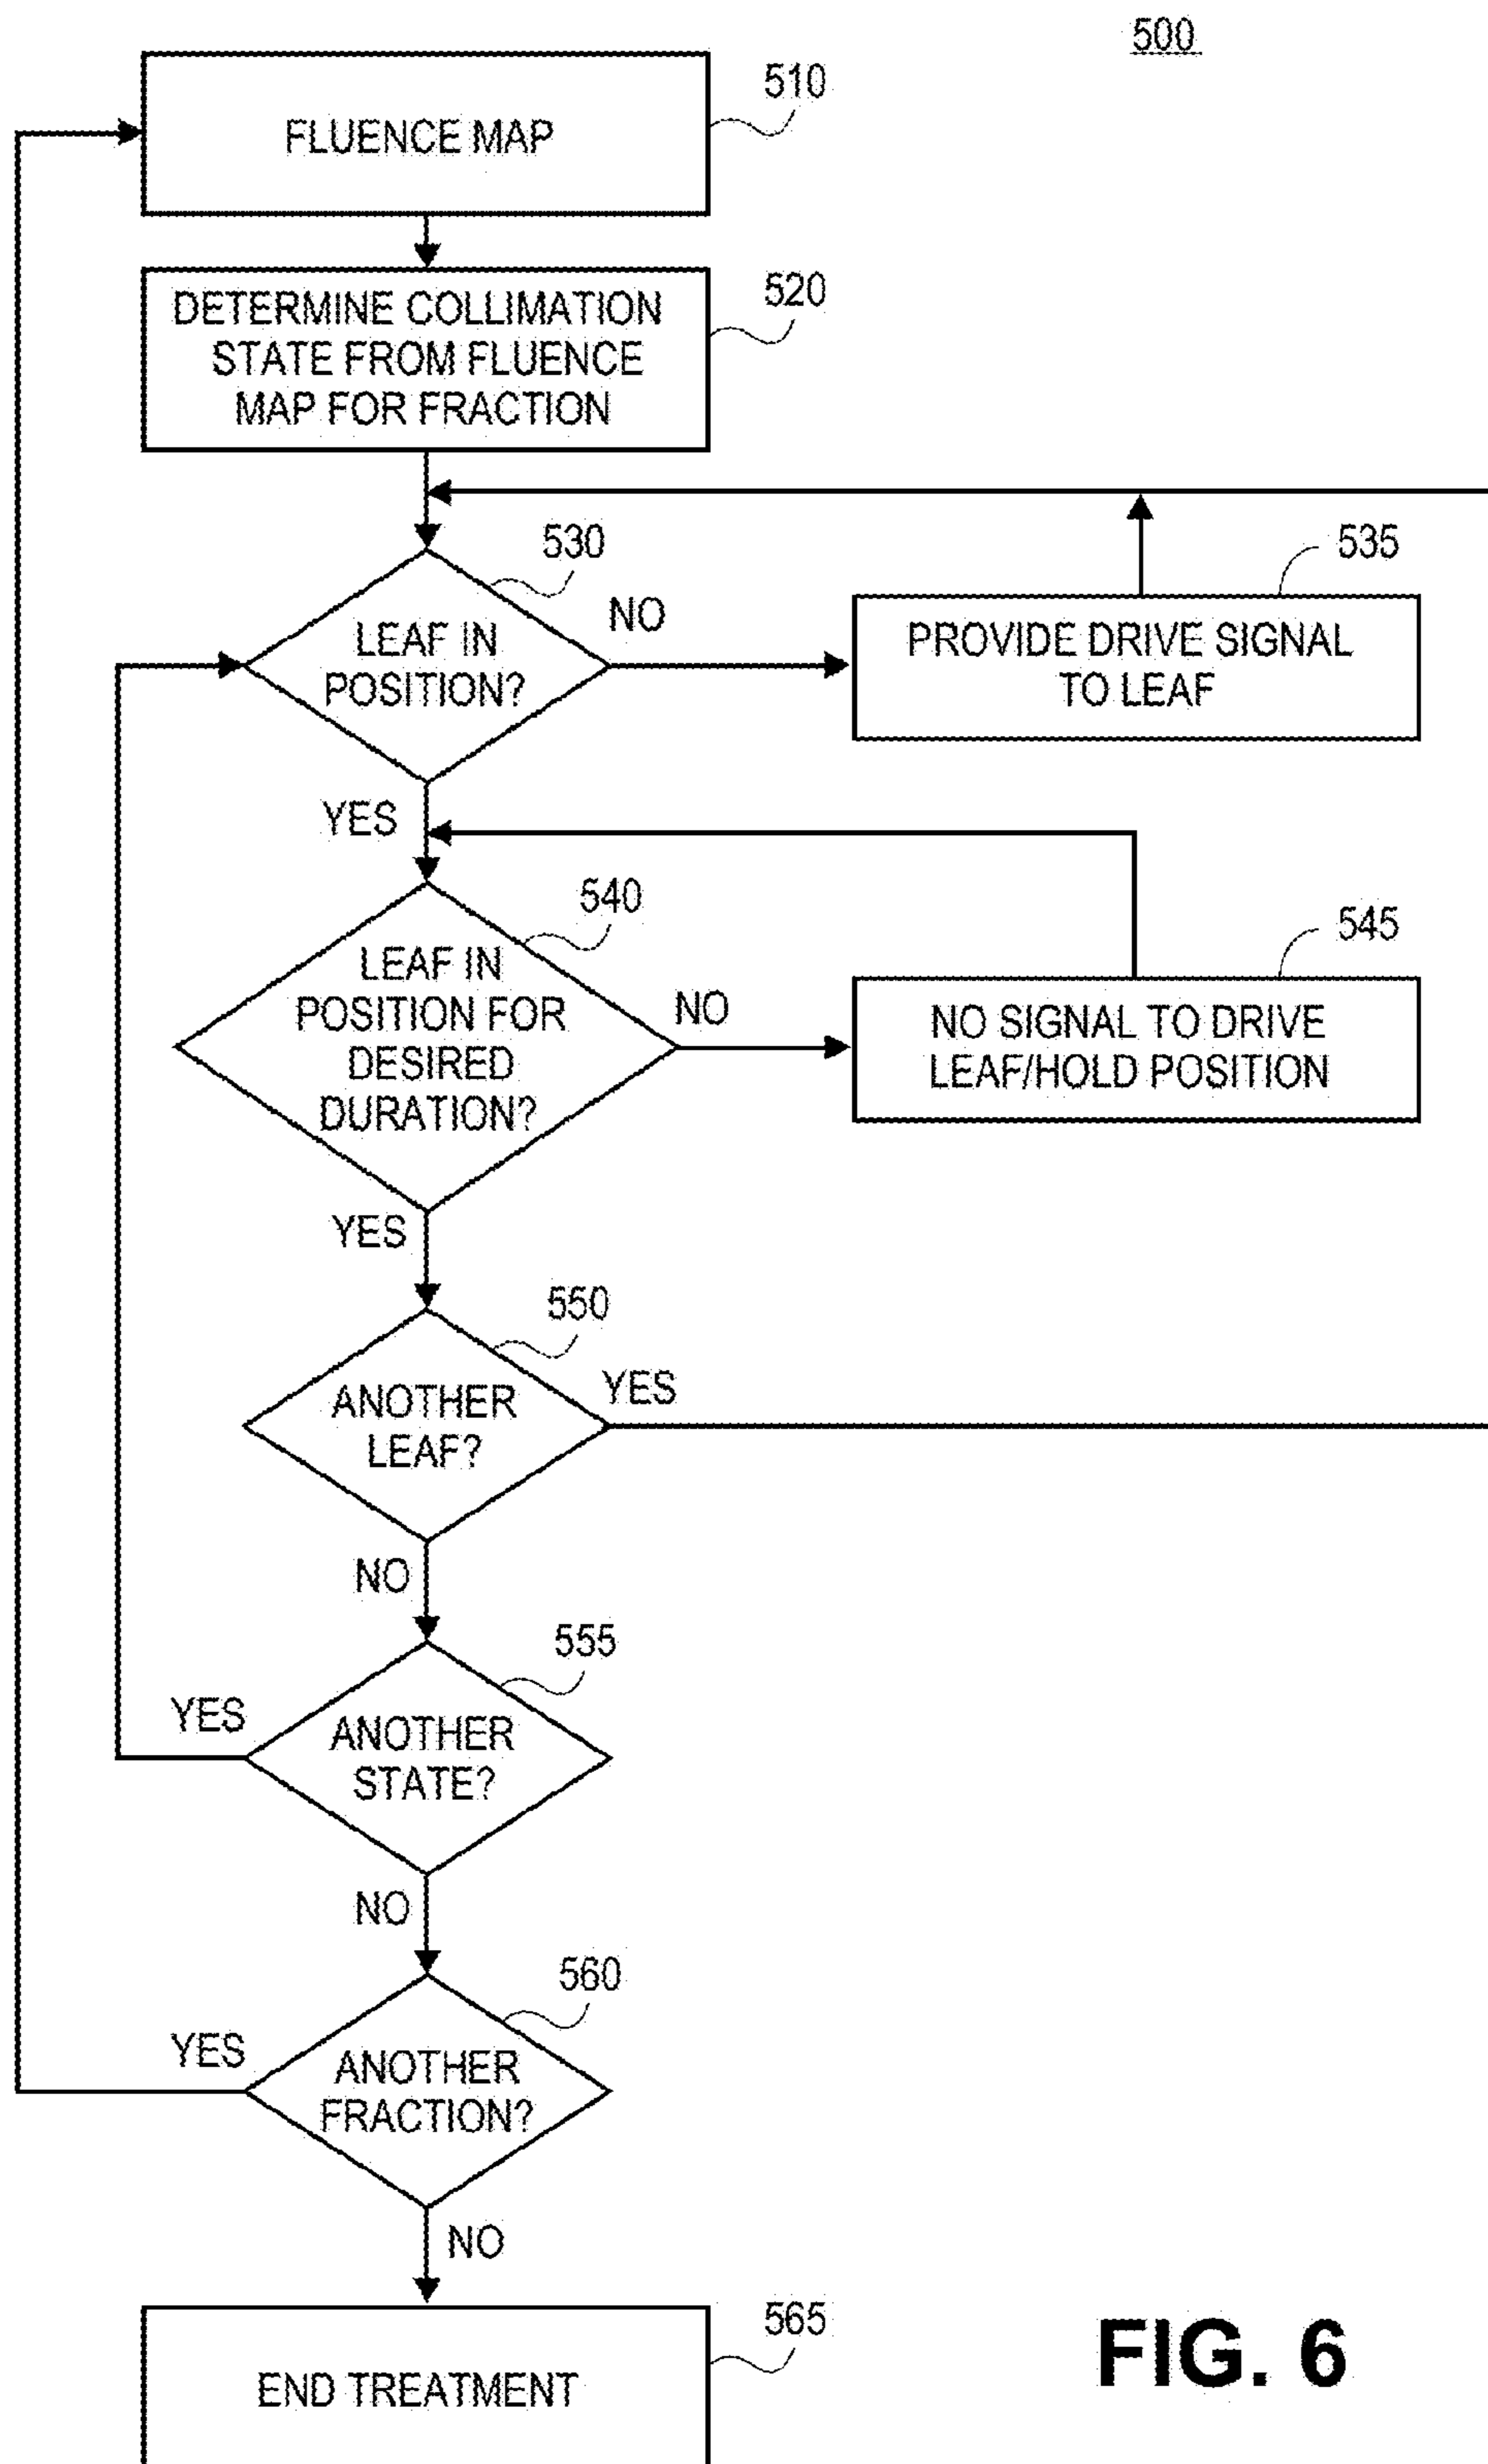 500
510
FLUENCE MAP
520
DETERMINE COLLIMATION
STATE FROM FLUENCE
MAP FOR FRACTION
530
535
NO
LEAF IN
POSITION?
PROVIDE DRIVE SIGNAL
TO LEAF
YES
540
545
LEAF IN
POSITION FOR
DESIRED
DURATION?
NO
NO SIGNAL TO DRIVE
LEAF/HOLD POSITION
YES
550
YES
ANOTHER
LEAF?
NO
555
YES
ANOTHER
STATE?
NO
560
YES
ANOTHER
FRACTION?
NO
565
END TREATMENT
FIG. 6